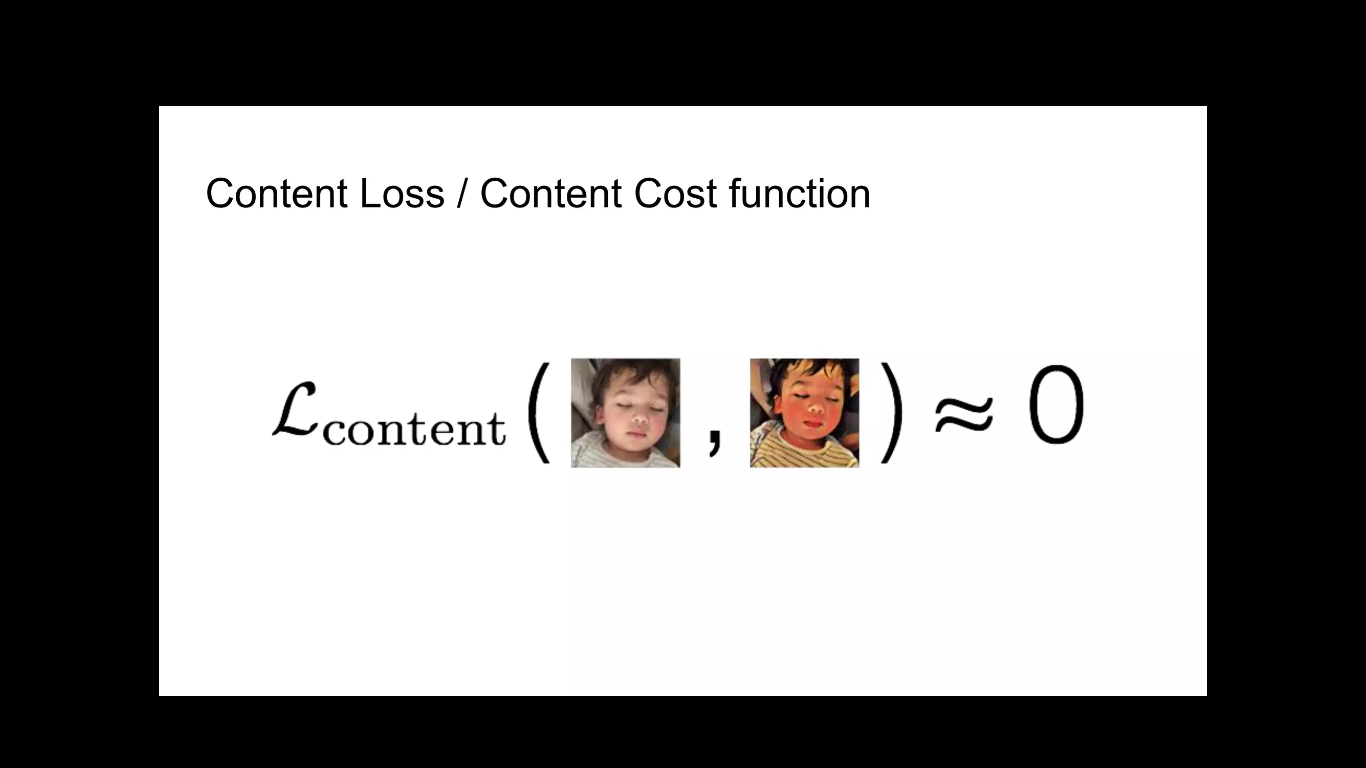 Content Loss / Content Cost function
ℒcontent ( , ) ≈ 0